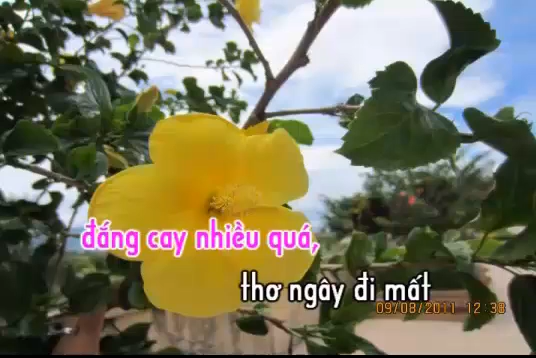 đắng cay nhiều quá,
thơ ngây đi mất
09/08/2011 12:38